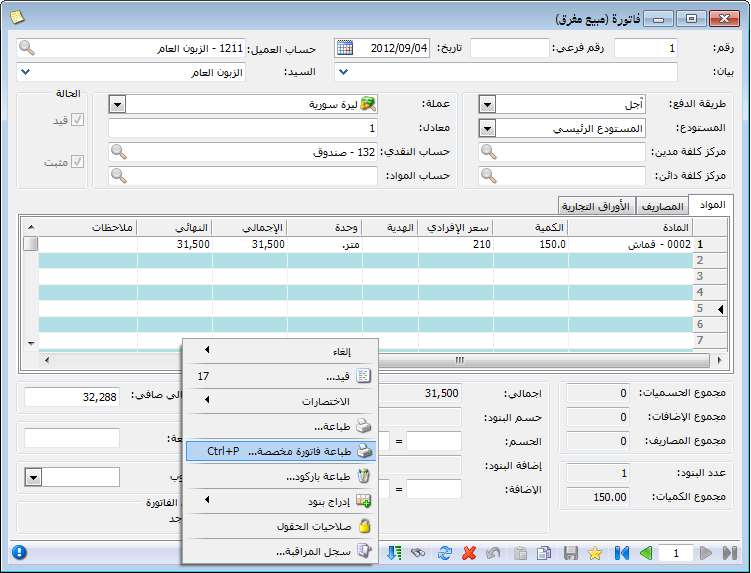 فاتورة (مبيع مفرق)
رقم: 1 رقم فرعي: تاريخ: 2012/09/04 حساب العميل: 1211 - الزبون العام
بيان: السيد: الزبون العام
طريقة الدفع: آجل عملة: ليرة سورية الحالة
المستودع: المستودع الرئيسي معادل: 1 قيد
مركز كلفة مدين: حساب النقدي: 132 - صندوق
مركز كلفة دائن: حساب المواد: مثبت
المواد المصاريف الأوراق التجارية
المادة الكمية سعر الإفرادي الهدية وحدة الإجمالي النهائي ملاحظات
1 0002 - قماش 150.0 210 متر. 31,500 31,500
2
3
4
5
6
7
إلغاء
قيد... 17
الاختصارات
طباعة...
طباعة فاتورة مخصصة... Ctrl+P
طباعة باركود...
إدراج بنود
صلاحيات الحقول
سجل المراقبة...
مجموع الحسميات: 0 اجمالي: 31,500 صافي: 32,288
مجموع الإضافات: 0 حسم البنود:
مجموع المصاريف: 0 الحسم: =
إضافة البنود:
عدد البنود: 1 الإضافة: =
مجموع الكميات: 150.00 الفاتورة
1